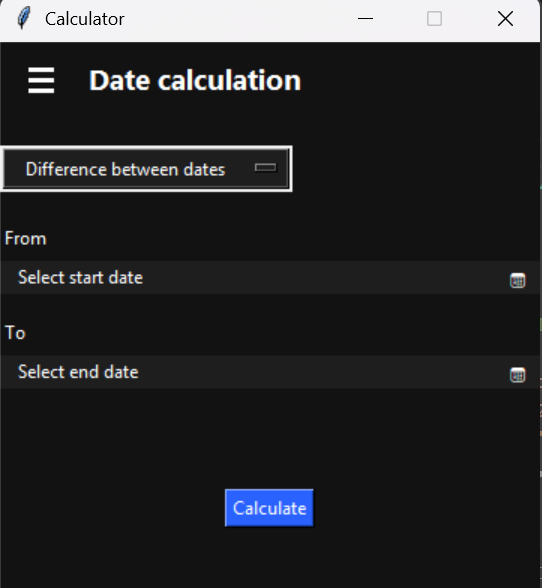 Calculator
Date calculation
Difference between dates
From
Select start date
To
Select end date
Calculate